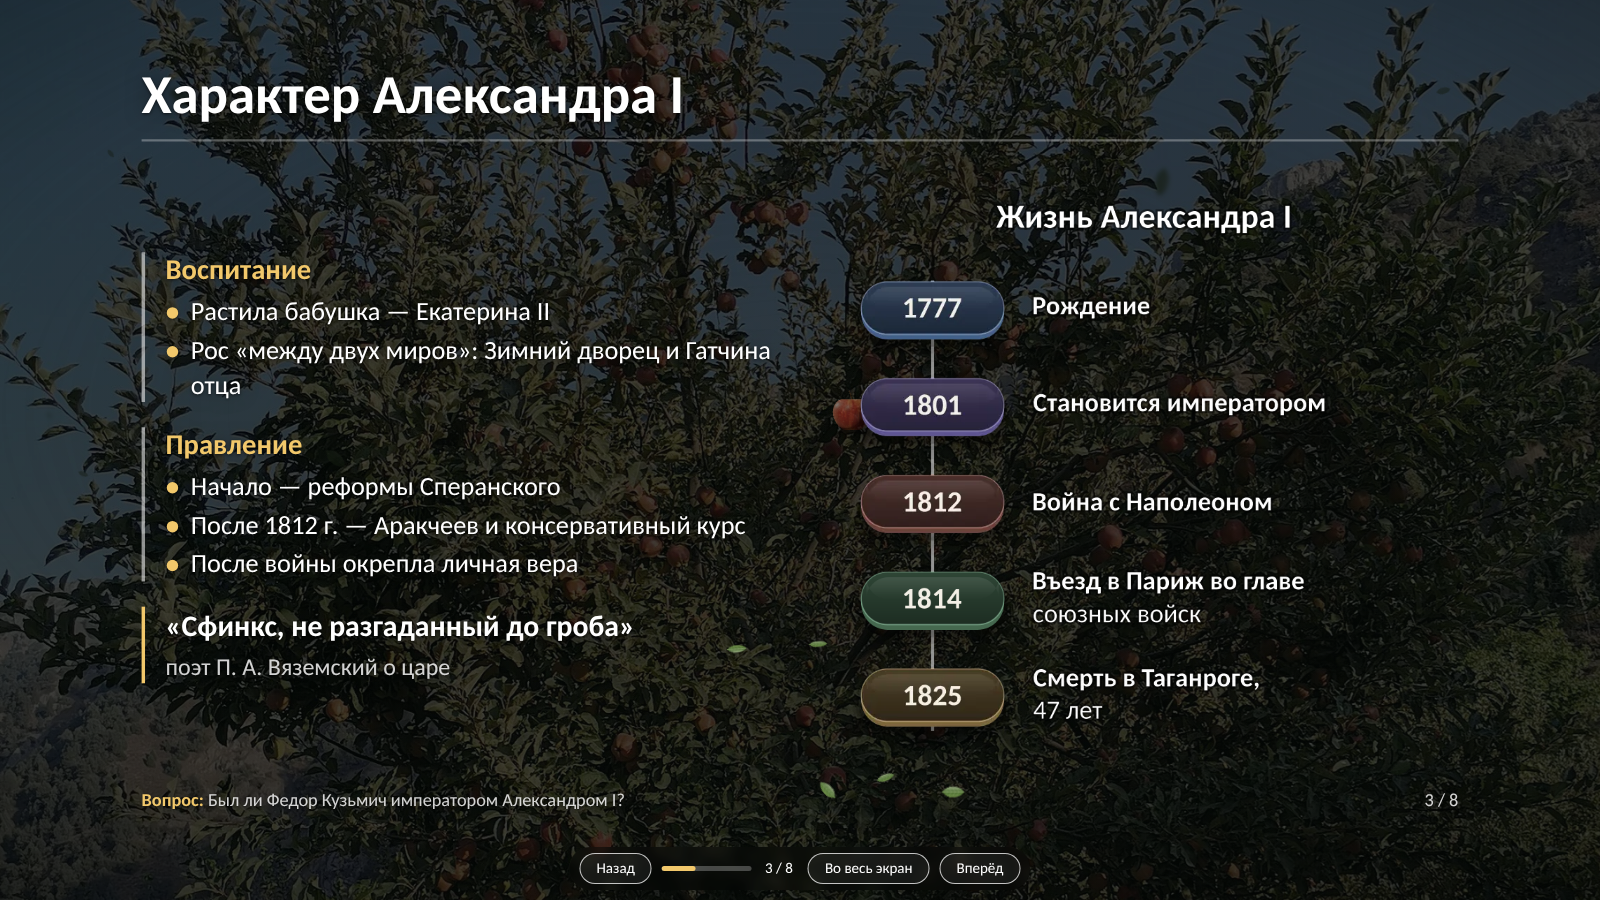 Характер Александра I
Воспитание
Растила бабушка — Екатерина II
Рос «между двух миров»: Зимний дворец и Гатчина
отца
Правление
Начало — реформы Сперанского
После 1812 г. — Аракчеев и консервативный курс
После войны окрепла личная вера
«Сфинкс, не разгаданный до гроба»
поэт П. А. Вяземский о царе
Жизнь Александра I
1777 Рождение
1801 Становится императором
1812 Война с Наполеоном
1814 Въезд в Париж во главе
союзных войск
1825 Смерть в Таганроге,
47 лет
Вопрос: Был ли Федор Кузьмич императором Александром I?
3 / 8
Назад 3 / 8 Во весь экран Вперёд